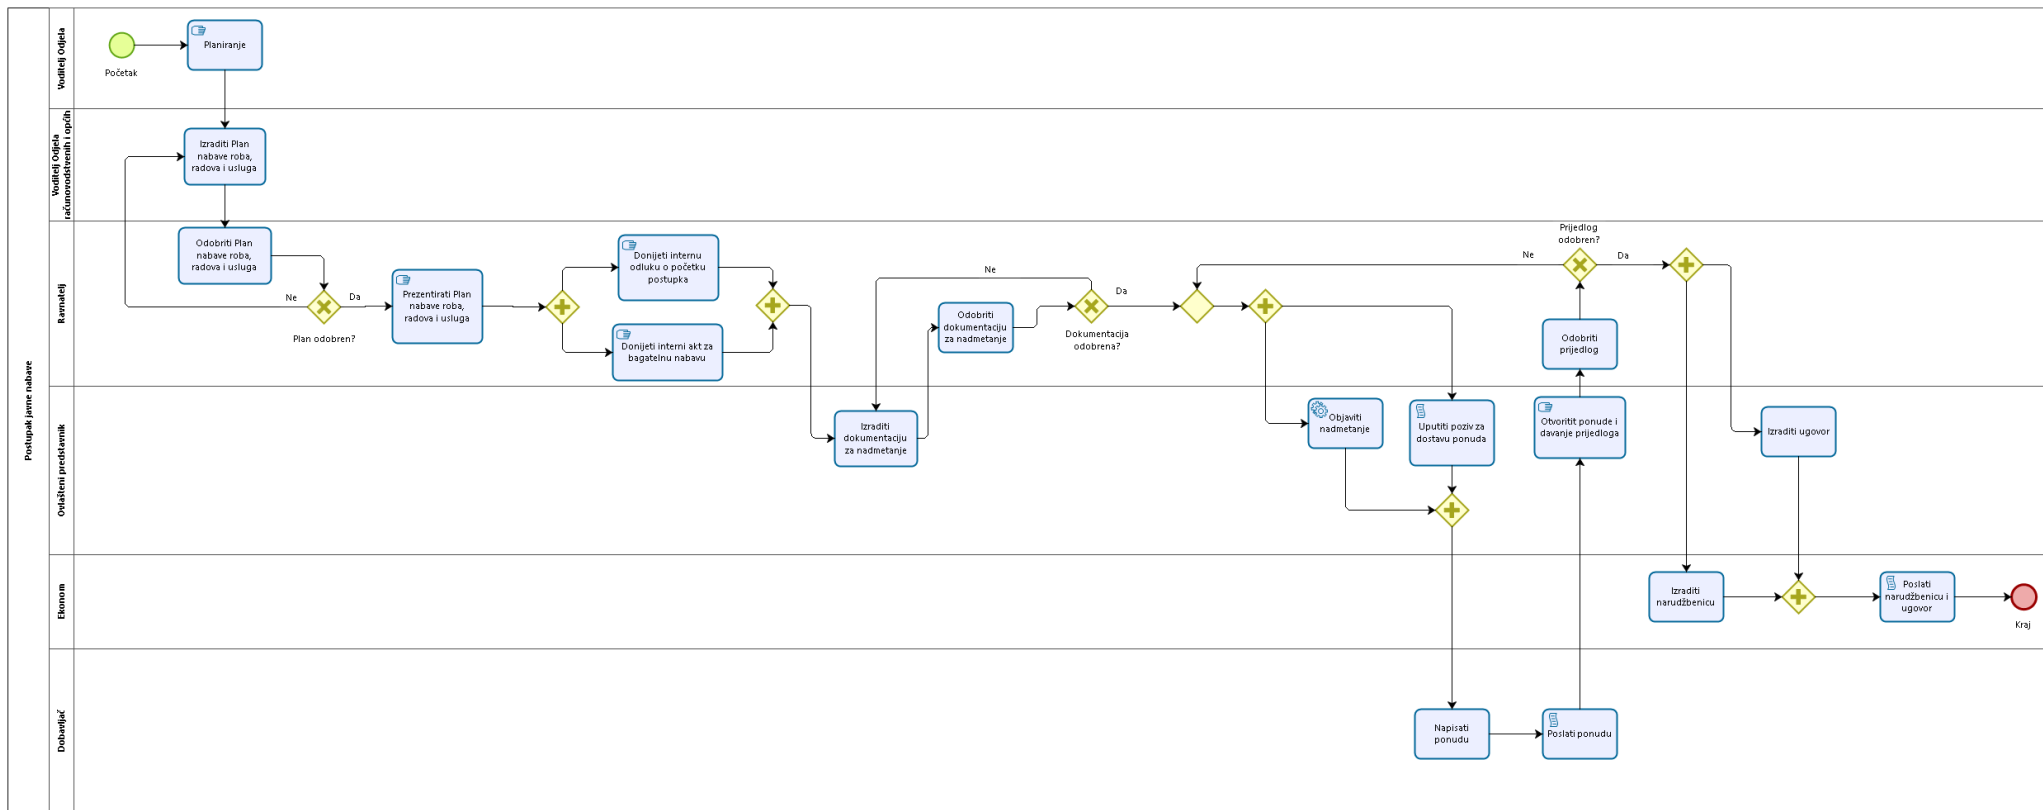 Postupak javne nabave
Voditelj Odjela
Početak
Planiranje
Voditelj Odjela
računovodstvenih i općih
Izraditi Plan
nabave roba,
radova i usluga
Ravnatelj
Odobriti Plan
nabave roba,
radova i usluga
Ne
Da
Plan odobren?
Prezentirati Plan
nabave roba,
radova i usluga
Donijeti internu
odluku o početku
postupka
Donijeti interni akt za
bagatelnu nabavu
Ne
Odobriti
dokumentaciju
za nadmetanje
Da
Dokumentacija
odobrena?
Prijedlog
odobren?
Ne
Da
Odobriti
prijedlog
Ovlašteni predstavnik
Izraditi
dokumentaciju
za nadmetanje
Objaviti
nadmetanje
Uputiti poziv za
dostavu ponuda
Otvoritit ponude i
davanje prijedloga
Izraditi ugovor
Ekonom
Izraditi
narudžbenicu
Poslati
narudžbenicu i
ugovor
Kraj
Dobavljač
Napisati
ponudu
Poslati ponudu